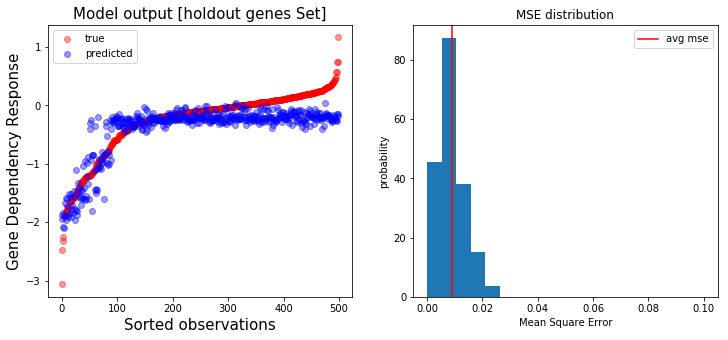 Model output [holdout genes Set]
true
predicted
Gene Dependency Response
1
0
−1
−2
−3
0
100
200
300
400
500
Sorted observations
MSE distribution
avg mse
probability
80
60
40
20
0
0.00
0.02
0.04
0.06
0.08
0.10
Mean Square Error